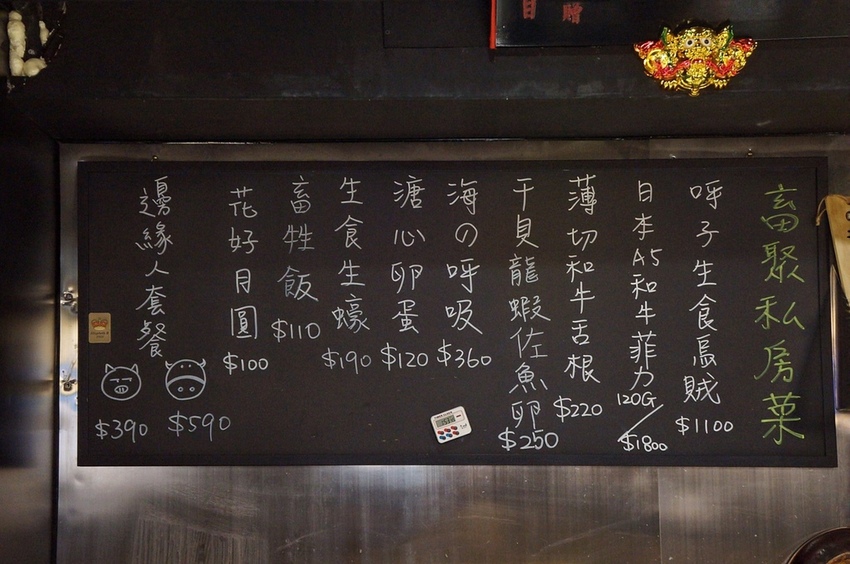 畜聚私房菜
呼子生食烏賊
$1100
日本A5和牛菲力
120G/$1800
薄切和牛舌根
$220
干貝龍蝦佐魚卵
$250
海の呼吸
$360
溏心卵蛋
$120
生食生蠔
$190
畜牲飯
$110
花好月圓
$100
邊緣人套餐
$390
$590
贈